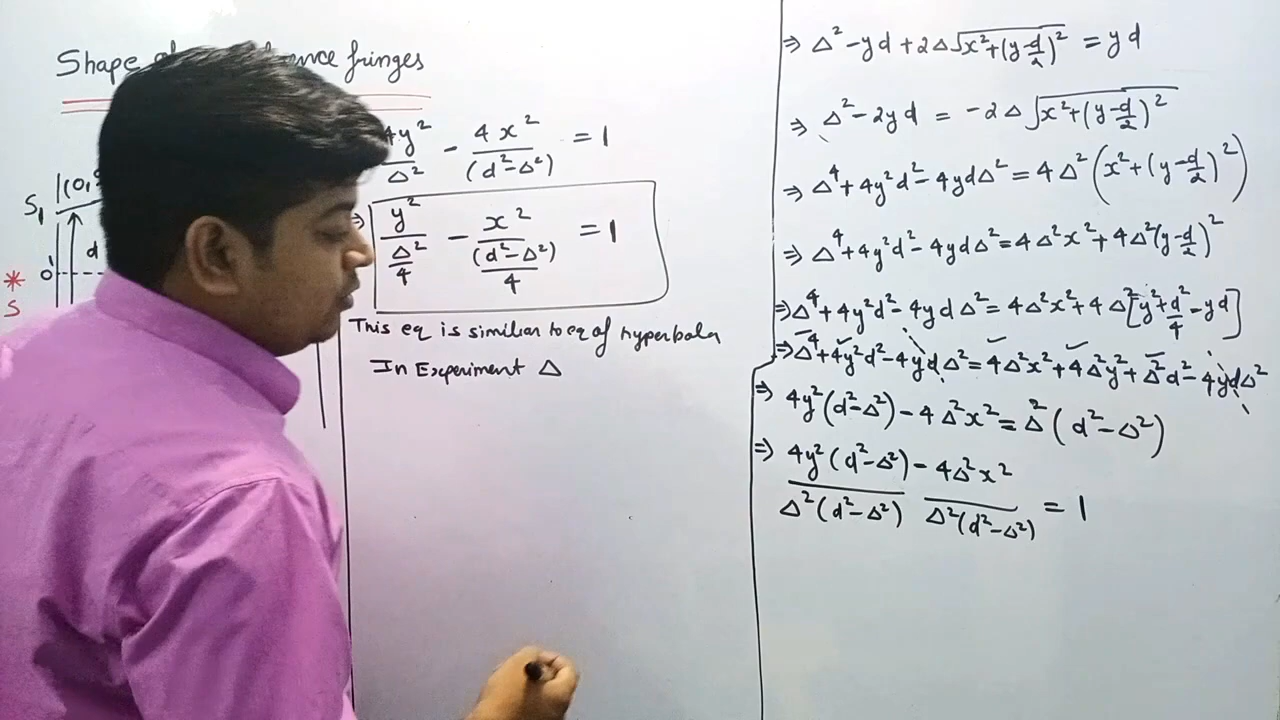 Shape fringes
4y²/Δ² - 4x²/(d²-Δ²) = 1
⇒ y²/(Δ²/4) - x²/((d²-Δ²)/4) = 1
This eq is similar to eq of hyperbola
In Experiment Δ
S₁
(0,
d
O'
S
⇒ Δ² - yd + 2Δ√(x²+(y-d/2)²) = yd
⇒ Δ² - 2yd = -2Δ√(x²+(y-d/2)²)
⇒ Δ⁴ + 4y²d² - 4ydΔ² = 4Δ²(x²+(y-d/2)²)
⇒ Δ⁴ + 4y²d² - 4ydΔ² = 4Δ²x² + 4Δ²(y-d/2)²
⇒ Δ⁴ + 4y²d² - 4ydΔ² = 4Δ²x² + 4Δ²[y²+d²/4-yd]
⇒ Δ⁴ + 4y²d² - 4ydΔ² = 4Δ²x² + 4Δ²y² + Δ²d² - 4ydΔ²
⇒ 4y²(d²-Δ²) - 4Δ²x² = Δ²(d²-Δ²)
⇒ 4y²(d²-Δ²)/Δ²(d²-Δ²) - 4Δ²x²/Δ²(d²-Δ²) = 1